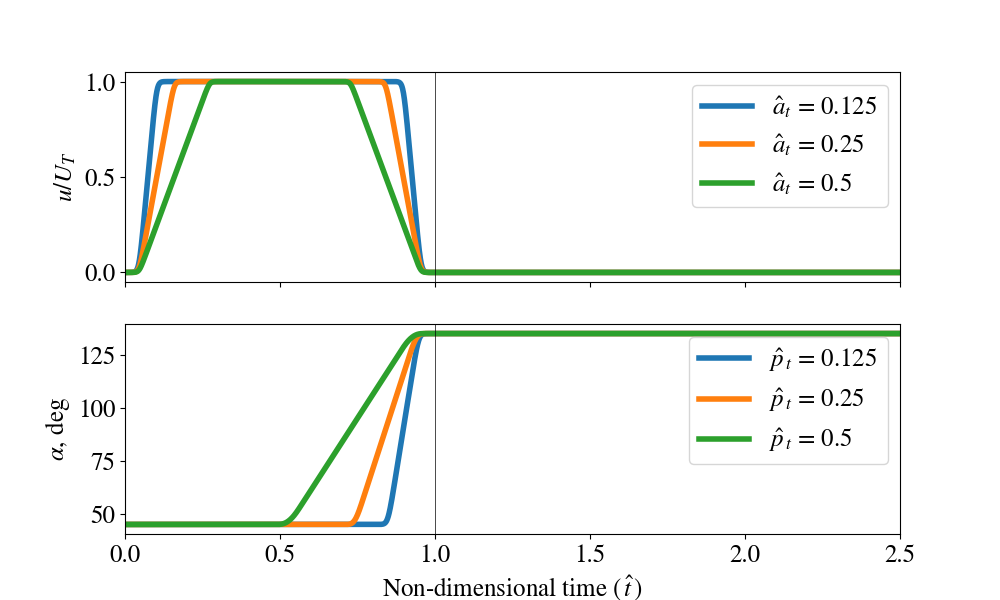 1.0
0.5
0.0
u/U_T
â_t = 0.125
â_t = 0.25
â_t = 0.5
125
100
75
50
α, deg
p̂_t = 0.125
p̂_t = 0.25
p̂_t = 0.5
0.0 0.5 1.0 1.5 2.0 2.5
Non-dimensional time (t̂)